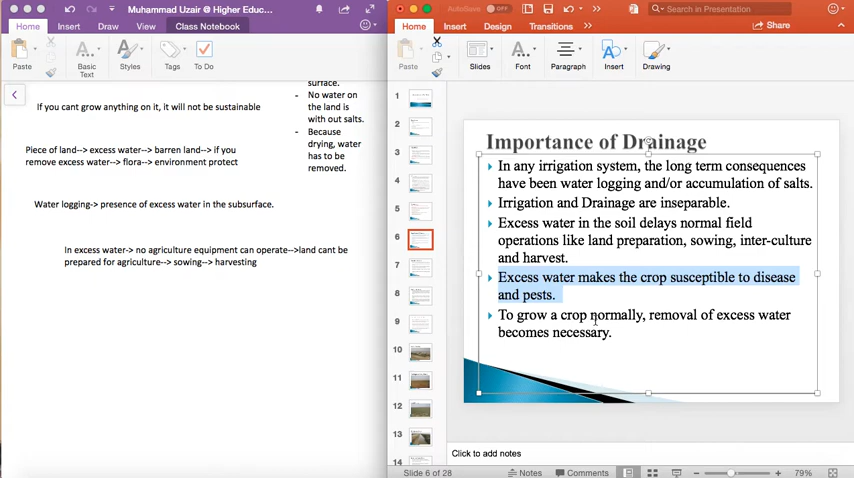 Muhammad Uzair @ Higher Educ...
Home Insert Draw View Class Notebook
Paste Basic Text Styles Tags To Do
surface.
- No water on
the land is
with out salts.
- Because
drying, water
has to be
removed.
If you cant grow anything on it, it will not be sustainable
Piece of land--> excess water--> barren land--> if you
remove excess water--> flora--> environment protect
Water logging-> presence of excess water in the subsurface.
In excess water-> no agriculture equipment can operate-->land cant be
prepared for agriculture--> sowing--> harvesting
AutoSave OFF Search in Presentation
Home Insert Design Transitions Share
Paste Slides Font Paragraph Insert Drawing
1
2
3
4
5
6
7
8
9
10
11
12
13
14
Importance of Drainage
In any irrigation system, the long term consequences
have been water logging and/or accumulation of salts.
Irrigation and Drainage are inseparable.
Excess water in the soil delays normal field
operations like land preparation, sowing, inter-culture
and harvest.
Excess water makes the crop susceptible to disease
and pests.
To grow a crop normally, removal of excess water
becomes necessary.
Click to add notes
Slide 6 of 28 Notes Comments 79%